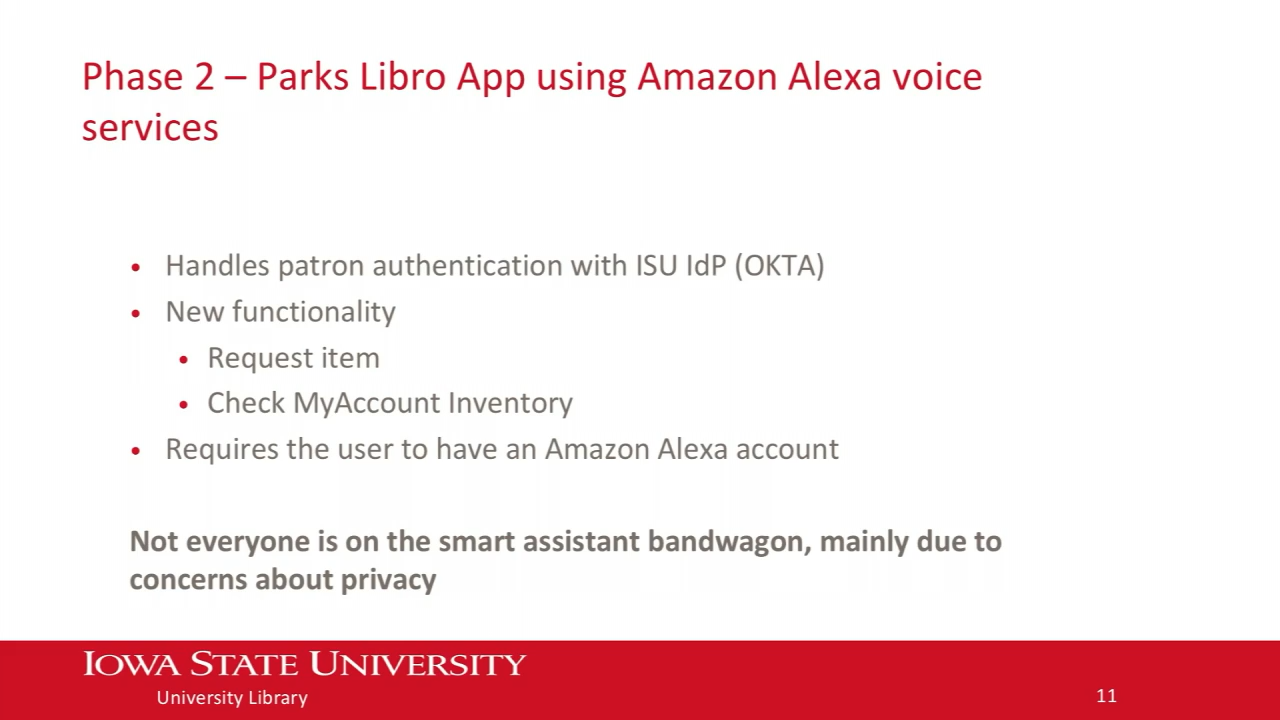 Phase 2 – Parks Libro App using Amazon Alexa voice
services
• Handles patron authentication with ISU IdP (OKTA)
• New functionality
• Request item
• Check MyAccount Inventory
• Requires the user to have an Amazon Alexa account
Not everyone is on the smart assistant bandwagon, mainly due to
concerns about privacy
IOWA STATE UNIVERSITY
University Library
11